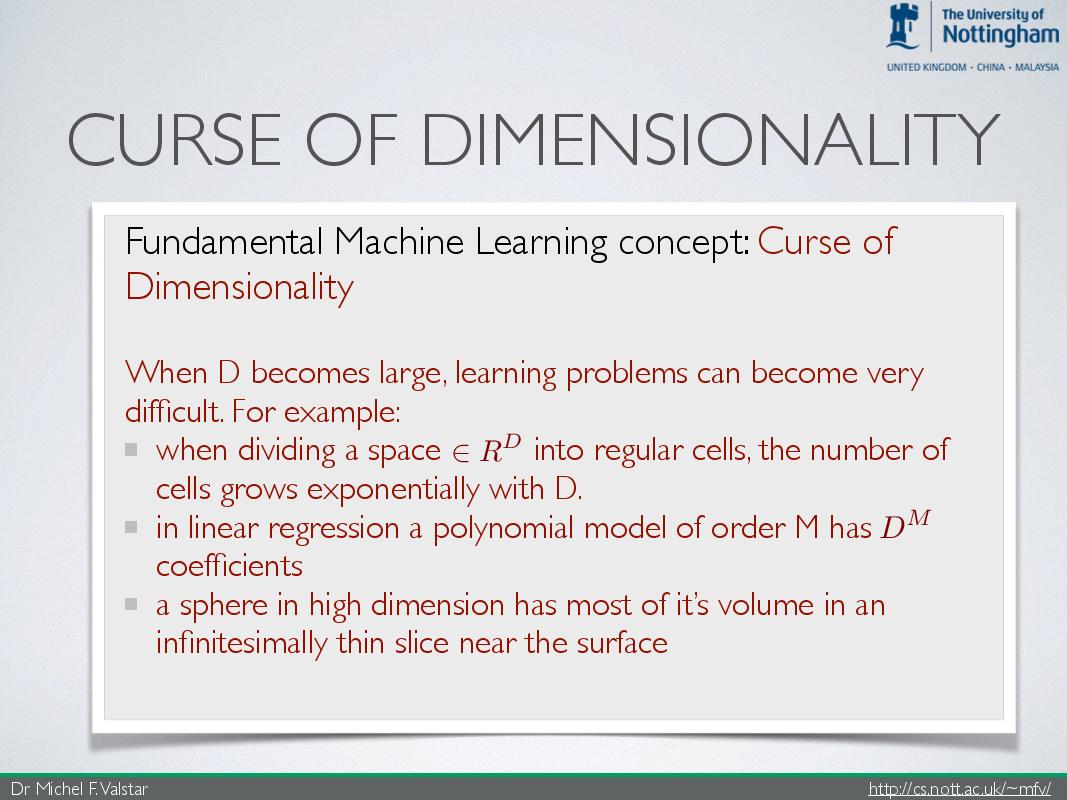 The University of
Nottingham
UNITED KINGDOM • CHINA • MALAYSIA
CURSE OF DIMENSIONALITY
Fundamental Machine Learning concept: Curse of
Dimensionality
When D becomes large, learning problems can become very
difficult. For example:
when dividing a space ∈ R^D into regular cells, the number of
cells grows exponentially with D.
in linear regression a polynomial model of order M has D^M
coefficients
a sphere in high dimension has most of it's volume in an
infinitesimally thin slice near the surface
Dr Michel F. Valstar
http://cs.nott.ac.uk/~mfv/